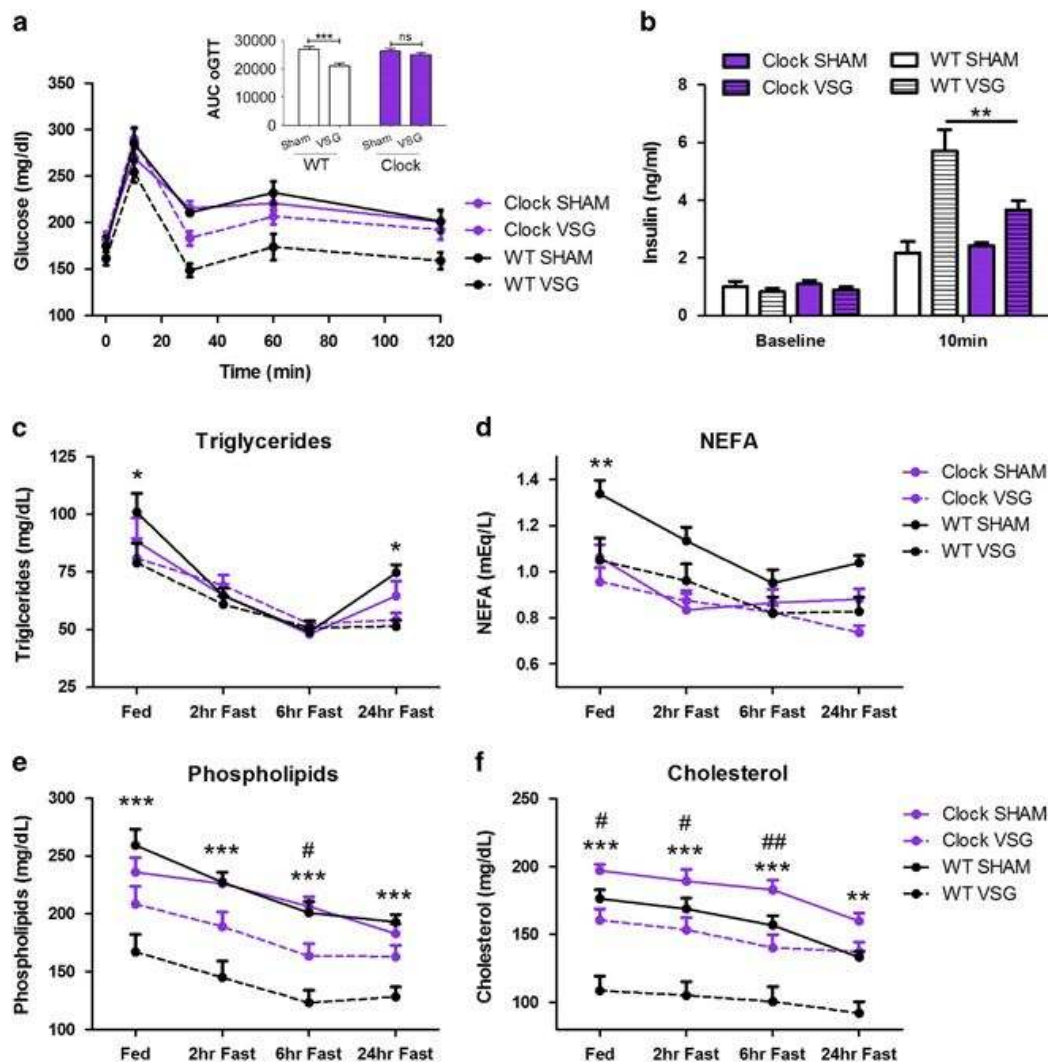 a
AUC oGTT
30000
20000
10000
0
***
ns
Sham
VSG
Sham
VSG
WT
Clock
Glucose (mg/dl)
350
300
250
200
150
100
0 20 40 60 80 100 120
Time (min)
Clock SHAM
Clock VSG
WT SHAM
WT VSG
b
Clock SHAM
Clock VSG
WT SHAM
WT VSG
Insulin (ng/ml)
8
6
4
2
0
**
Baseline 10min
c
Triglycerides
Triglcerides (mg/dL)
125
100
75
50
25
*
*
Fed 2hr Fast 6hr Fast 24hr Fast
d
NEFA
NEFA (mEq/L)
1.4
1.2
1.0
0.8
0.6
**
Fed 2hr Fast 6hr Fast 24hr Fast
Clock SHAM
Clock VSG
WT SHAM
WT VSG
e
Phospholipids
Phospholipids (mg/dL)
300
250
200
150
100
***
***
#
***
***
Fed 2hr Fast 6hr Fast 24hr Fast
f
Cholesterol
Cholesterol (mg/dL)
250
200
150
100
#
***
#
***
##
***
**
Fed 2hr Fast 6hr Fast 24hr Fast
Clock SHAM
Clock VSG
WT SHAM
WT VSG